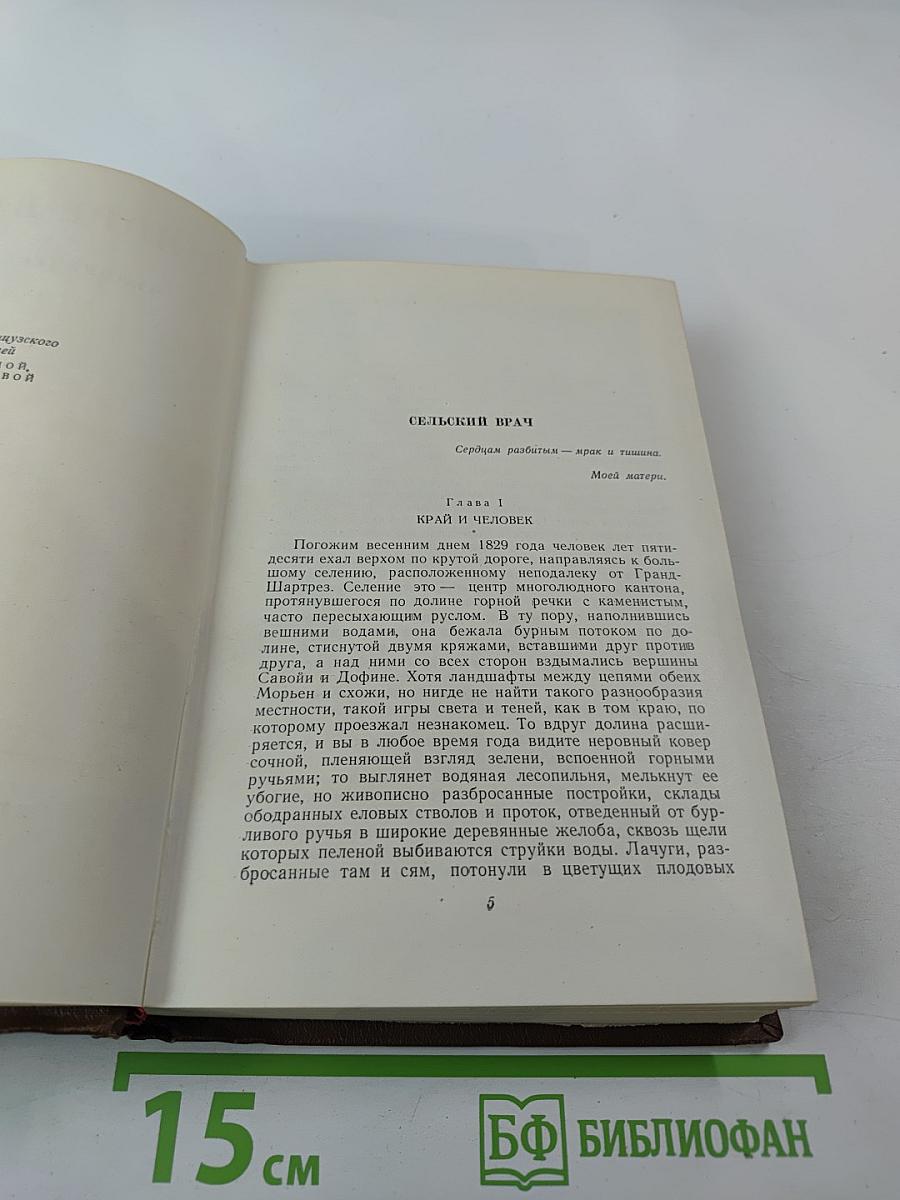 цузского
ей
ной,
вой
СЕЛЬСКИЙ ВРАЧ
Сердцам разбитым — мрак и тишина.
Моей матери.
Глава I
КРАЙ И ЧЕЛОВЕК
Погожим весенним днем 1829 года человек лет пяти-
десяти ехал верхом по крутой дороге, направляясь к боль-
шому селению, расположенному неподалеку от Гранд-
Шартрез. Селение это — центр многолюдного кантона,
протянувшегося по долине горной речки с каменистым,
часто пересыхающим руслом. В ту пору, наполнившись
вешними водами, она бежала бурным потоком по до-
лине, стиснутой двумя кряжами, вставшими друг против
друга, а над ними со всех сторон вздымались вершины
Савойи и Дофине. Хотя ландшафты между цепями обеих
Морьен и схожи, но нигде не найти такого разнообразия
местности, такой игры света и теней, как в том краю, по
которому проезжал незнакомец. То вдруг долина расши-
ряется, и вы в любое время года видите неровный ковер
сочной, пленяющей взгляд зелени, вспоенной горными
ручьями; то выглянет водяная лесопильня, мелькнут ее
убогие, но живописно разбросанные постройки, склады
ободранных еловых стволов и проток, отведенный от бур-
ливого ручья в широкие деревянные желоба, сквозь щели
которых пеленой выбиваются струйки воды. Лачуги, раз-
бросанные там и сям, потонули в цветущих плодовых
5
15 см
БФ БИБЛИОФАН